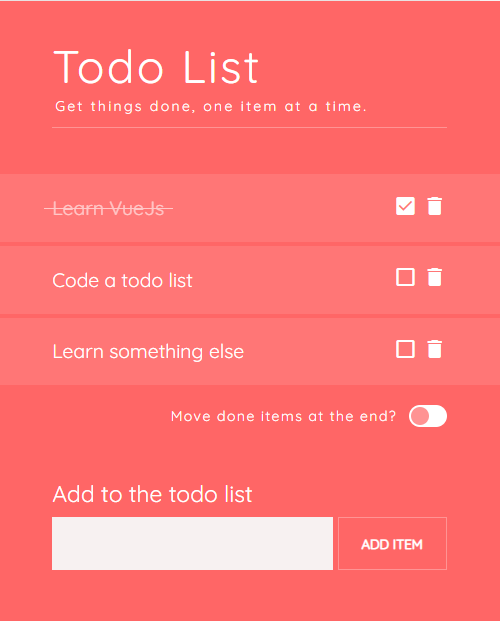 Todo List
Get things done, one item at a time.
Learn VueJs
Code a todo list
Learn something else
Move done items at the end?
Add to the todo list
ADD ITEM